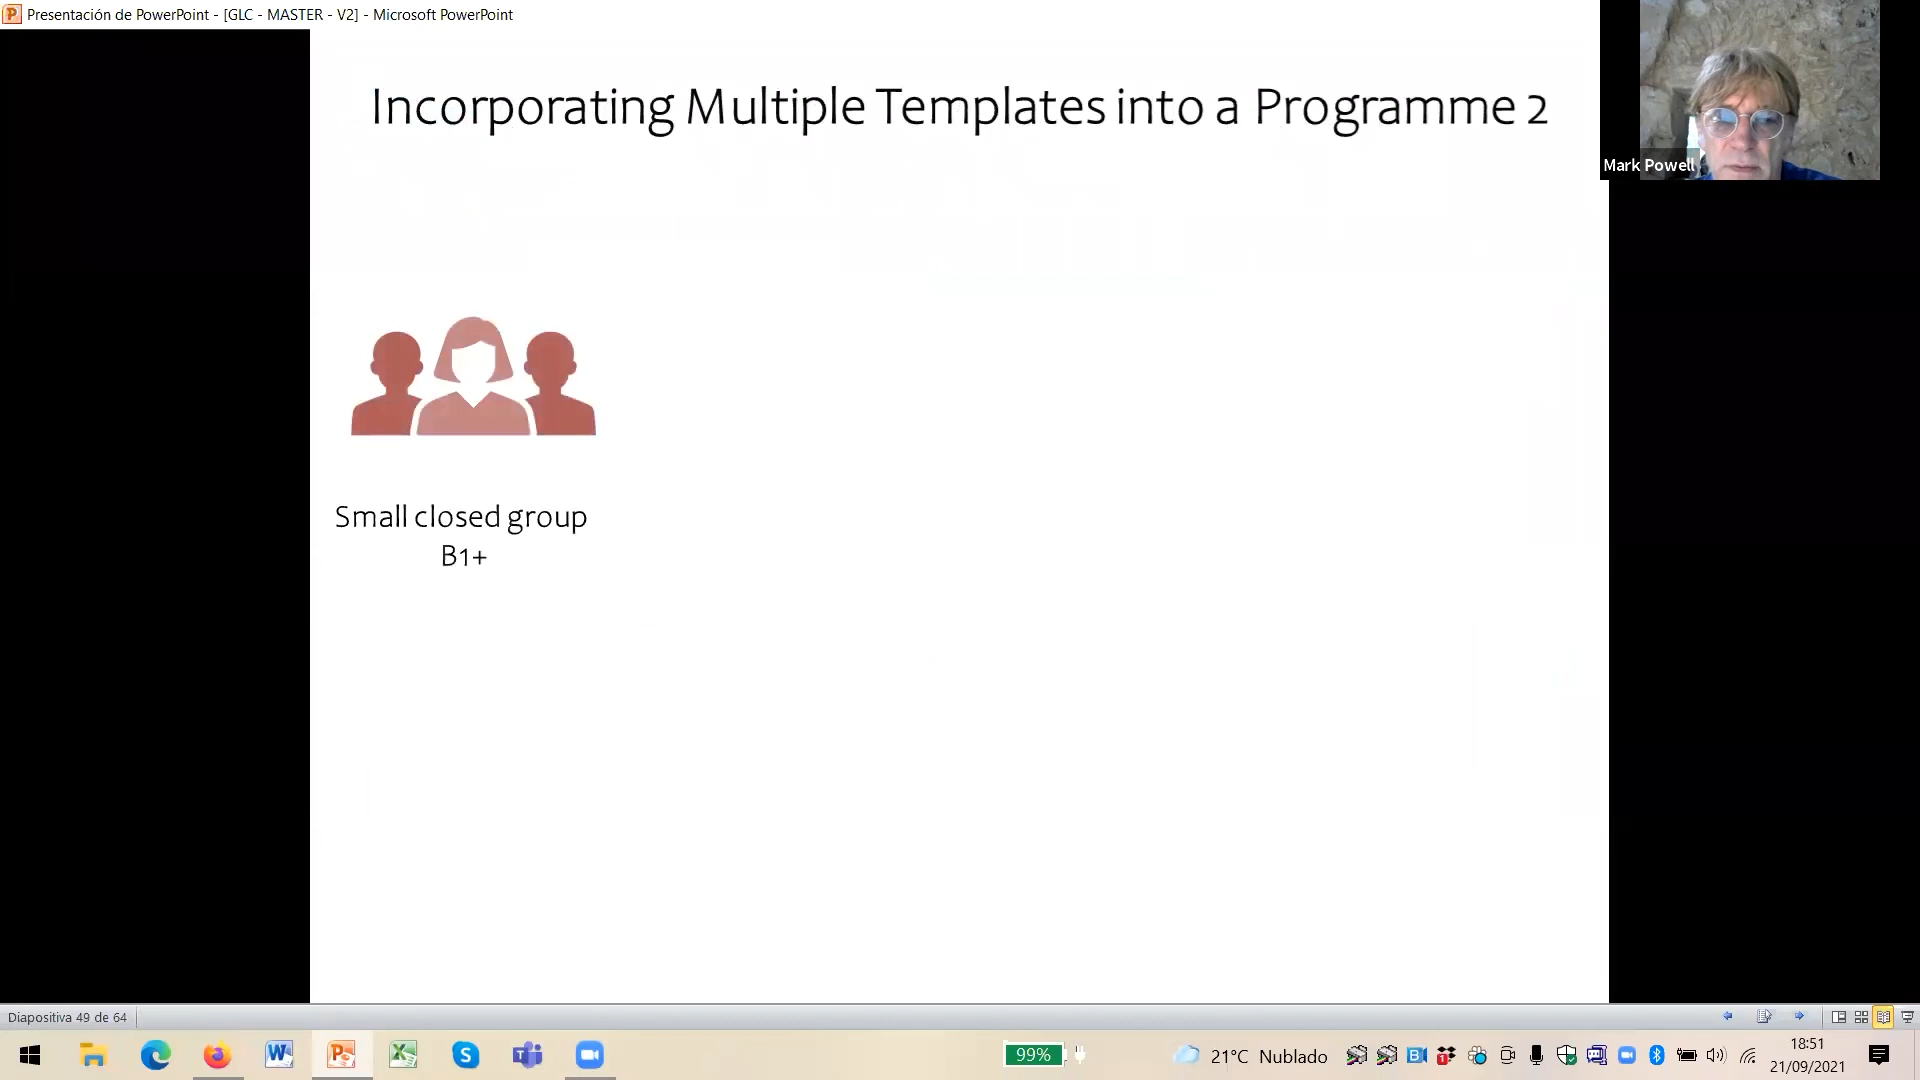 Presentación de PowerPoint - [GLC - MASTER - V2] - Microsoft PowerPoint
Incorporating Multiple Templates into a Programme 2
Mark Powell
Small closed group
B1+
Diapositiva 49 de 64
99%
21°C Nublado
18:51
21/09/2021